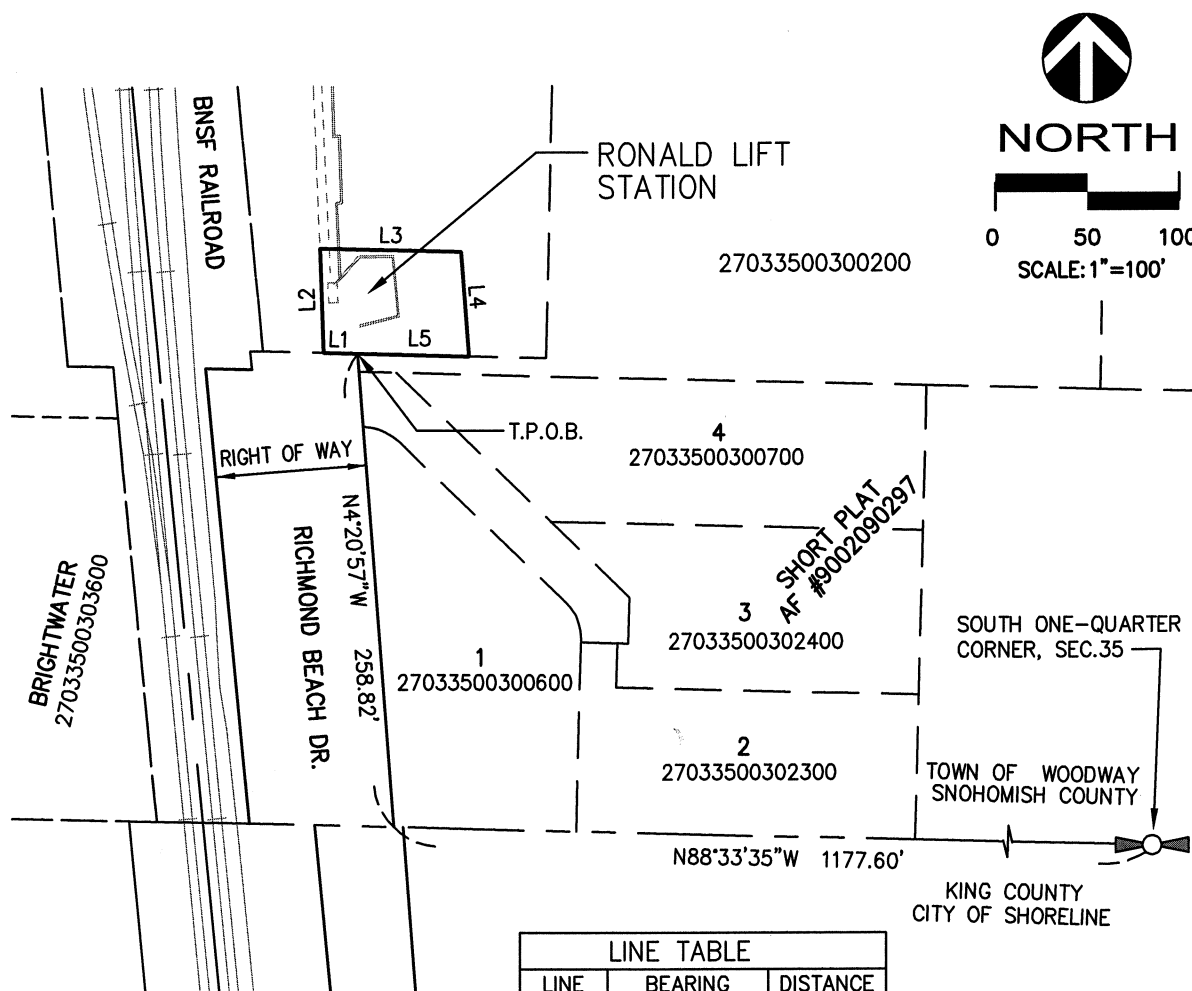 NORTH
0 50 100
SCALE: 1"=100'
BNSF RAILROAD
RONALD LIFT
STATION
27033500300200
L3
L2
L4
L1
L5
T.P.O.B.
RIGHT OF WAY
4
27033500300700
SHORT PLAT
AF #9002090297
N4°20'57"W 258.82'
RICHMOND BEACH DR.
BRIGHTWATER
27033500303600
3
27033500302400
1
27033500300600
SOUTH ONE-QUARTER
CORNER, SEC.35
2
27033500302300
TOWN OF WOODWAY
SNOHOMISH COUNTY
N88°33'35"W 1177.60'
KING COUNTY
CITY OF SHORELINE
LINE TABLE
LINE BEARING DISTANCE